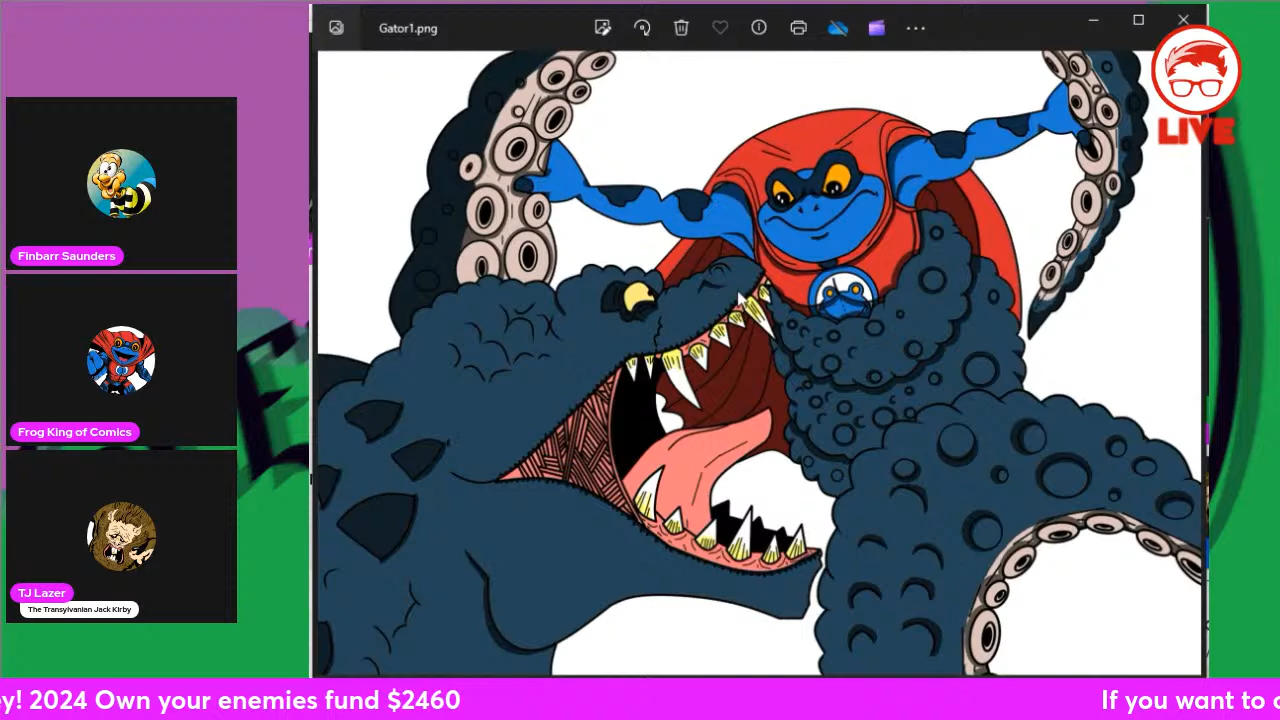 Gator1.png
LIVE
Finbarr Saunders
Frog King of Comics
TJ Lazer
The Transylvanian Jack Kirby
y! 2024 Own your enemies fund $2460
If you want to